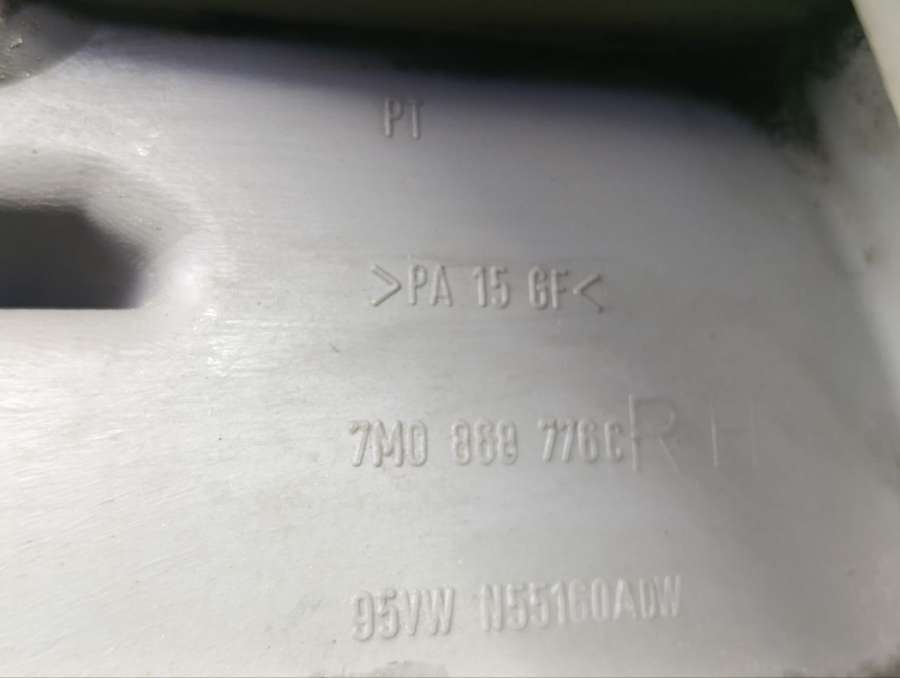 PT
>PA 15 GF<
7M0 868 776C RH
95VW N55160ADW